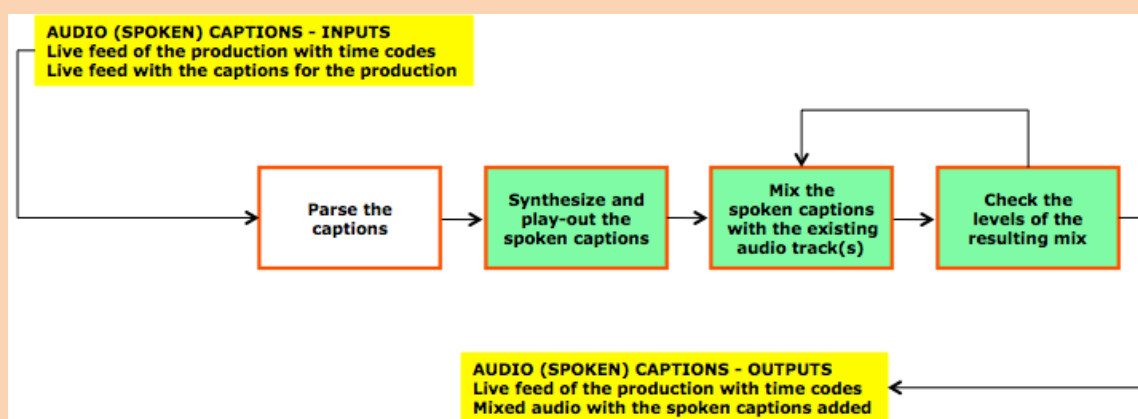 AUDIO (SPOKEN) CAPTIONS - INPUTS
Live feed of the production with time codes
Live feed with the captions for the production
Parse the
captions
Synthesize and
play-out the
spoken captions
Mix the
spoken captions
with the existing
audio track(s)
Check the
levels of the
resulting mix
AUDIO (SPOKEN) CAPTIONS - OUTPUTS
Live feed of the production with time codes
Mixed audio with the spoken captions added